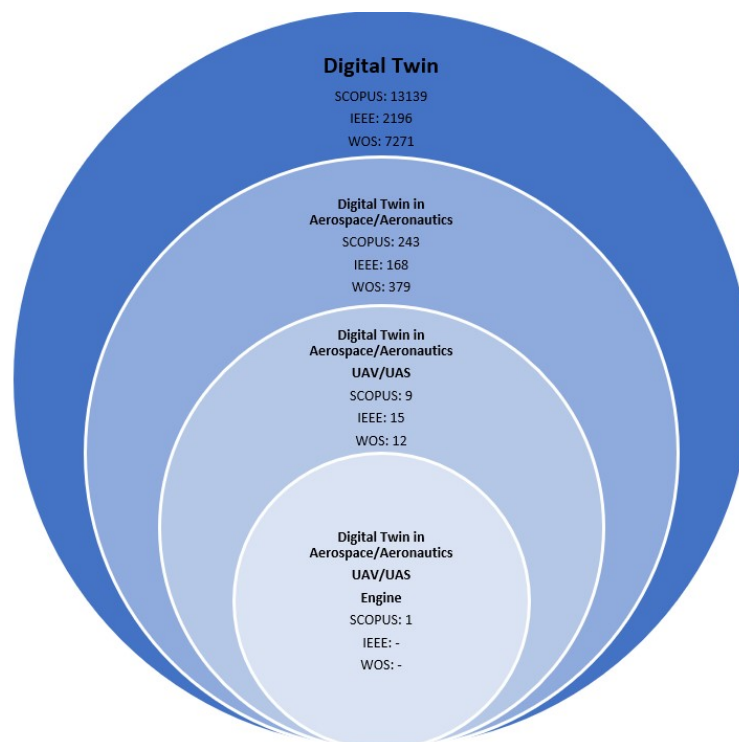 Digital Twin
SCOPUS: 13139
IEEE: 2196
WOS: 7271
Digital Twin in
Aerospace/Aeronautics
SCOPUS: 243
IEEE: 168
WOS: 379
Digital Twin in
Aerospace/Aeronautics
UAV/UAS
SCOPUS: 9
IEEE: 15
WOS: 12
Digital Twin in
Aerospace/Aeronautics
UAV/UAS
Engine
SCOPUS: 1
IEEE: -
WOS: -